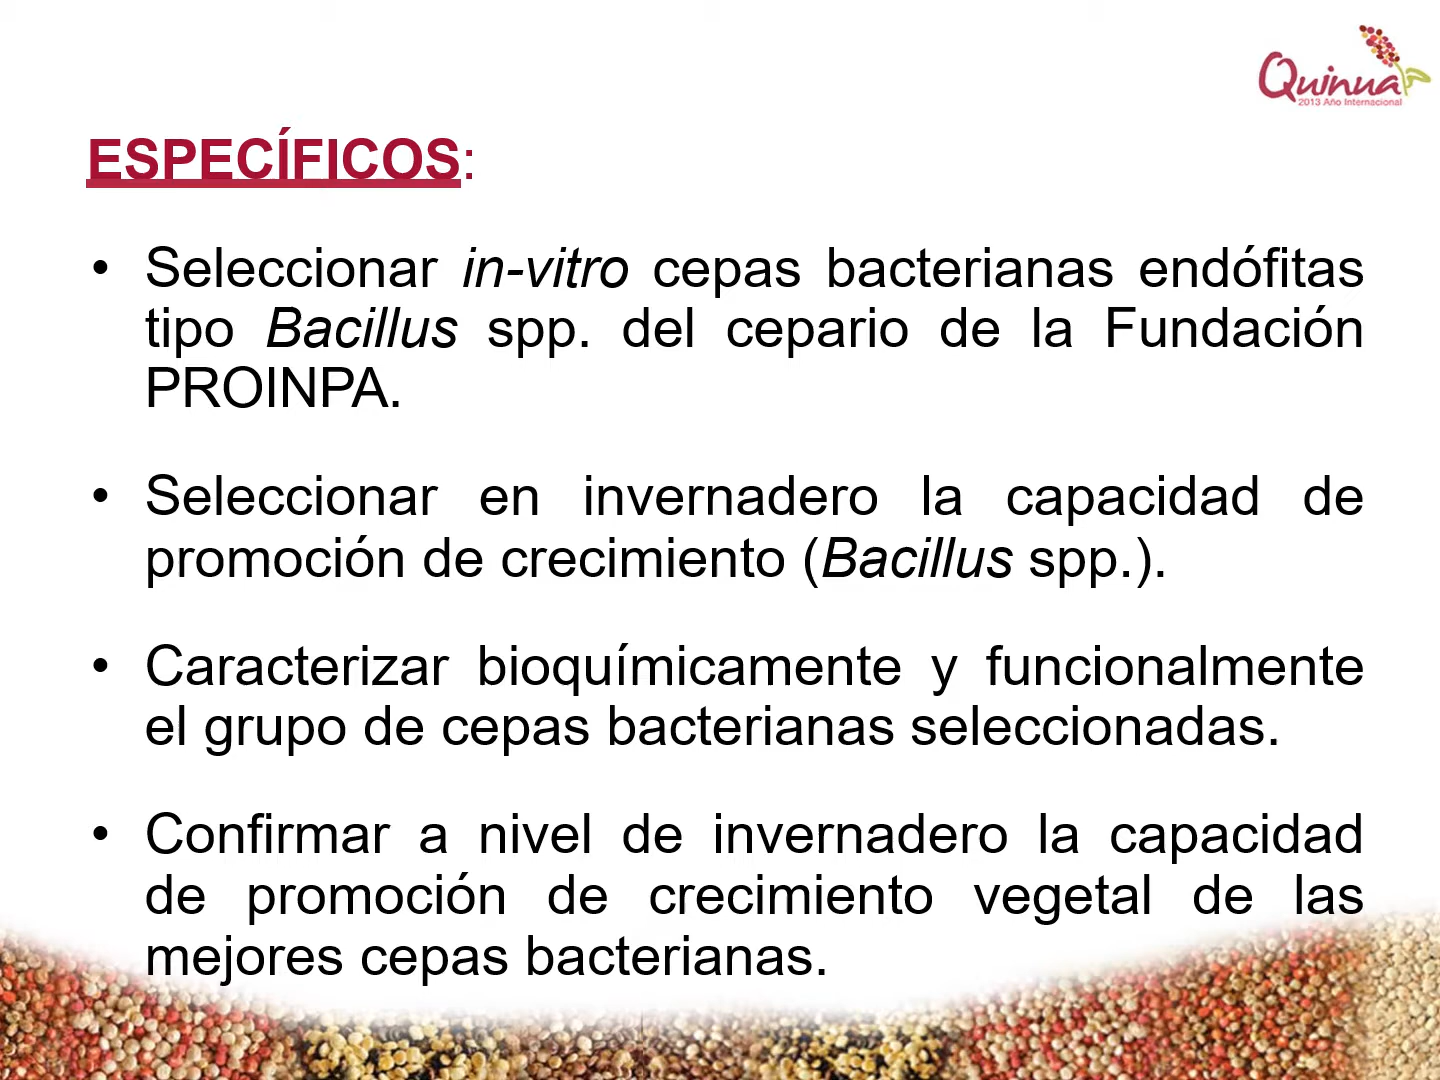 Quinua
2013 Año Internacional
ESPECÍFICOS:
• Seleccionar in-vitro cepas bacterianas endófitas
tipo Bacillus spp. del cepario de la Fundación
PROINPA.
• Seleccionar en invernadero la capacidad de
promoción de crecimiento (Bacillus spp.).
• Caracterizar bioquímicamente y funcionalmente
el grupo de cepas bacterianas seleccionadas.
• Confirmar a nivel de invernadero la capacidad
de promoción de crecimiento vegetal de las
mejores cepas bacterianas.